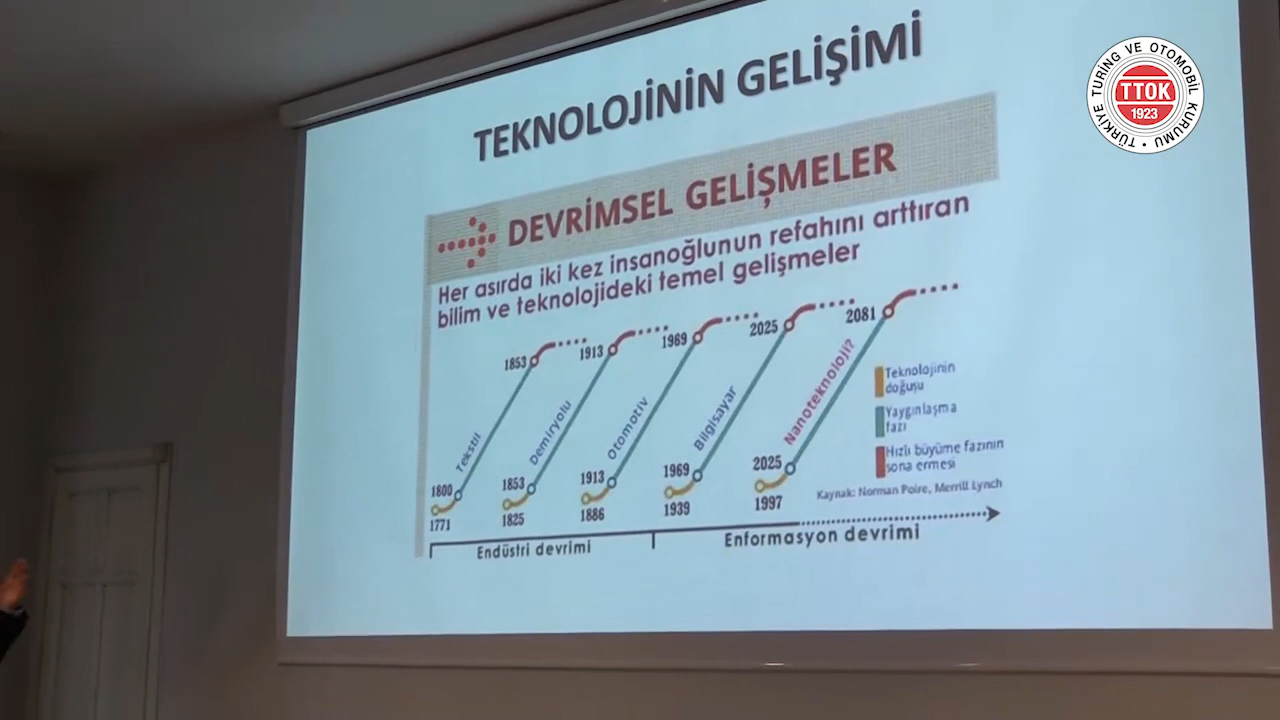 TEKNOLOJİNİN GELİŞİMİ
TÜRKİYE TURİNG VE OTOMOBİL KURUMU
TTOK
1923
DEVRİMSEL GELİŞMELER
Her asırda iki kez insanoğlunun refahını arttıran
bilim ve teknolojideki temel gelişmeler
1853
1913
1969
2025
2081
Tekstil
Demiryolu
Otomotiv
Bilgisayar
Nanoteknoloji?
1800
1853
1913
1969
2025
1771
1825
1886
1939
1997
Teknolojinin
doğuşu
Yaygınlaşma
fazı
Hızlı büyüme fazının
sona ermesi
Kaynak: Norman Poire, Merrill Lynch
Endüstri devrimi
Enformasyon devrimi